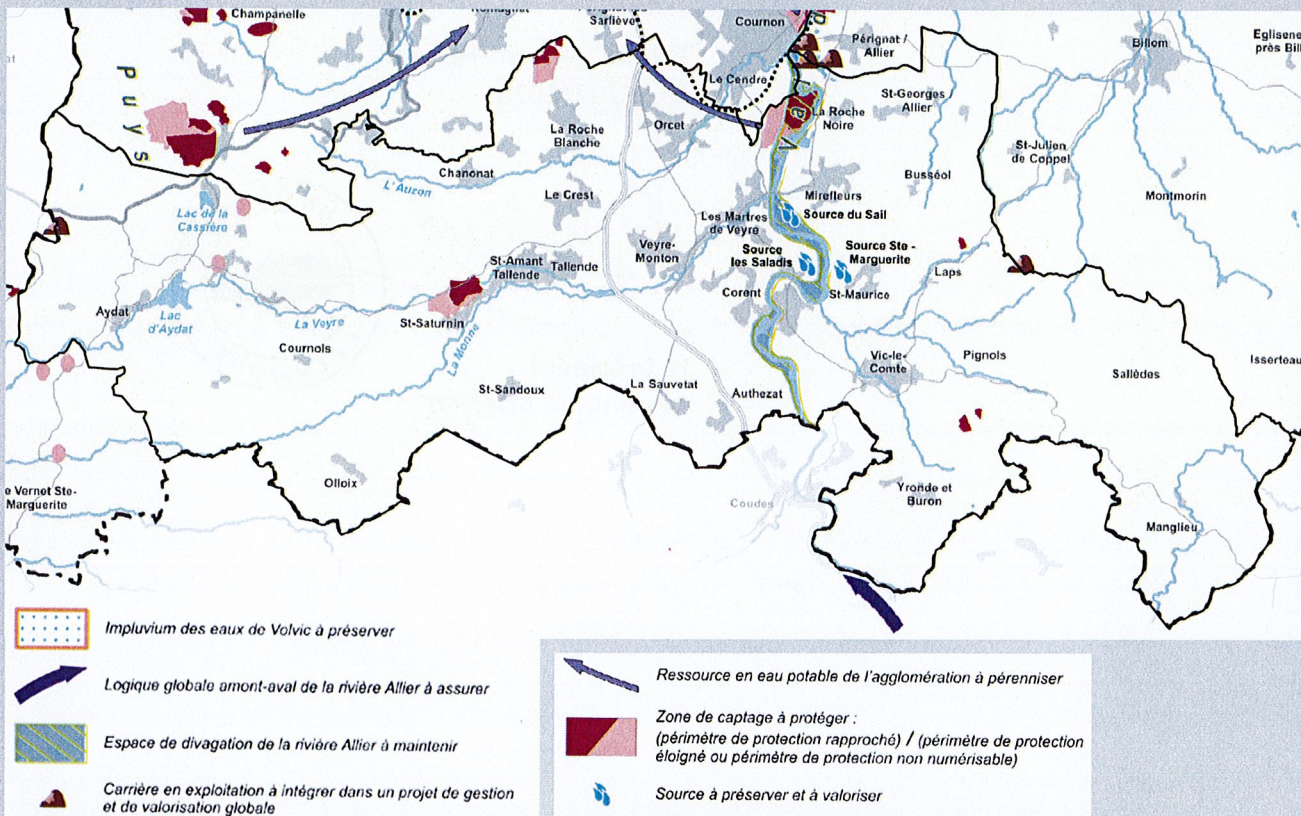 Champanelle
Romagnat
Sarliève
Cournon
Pérignat /
Allier
Billom
Eglisene
près Bill
Le Cendre
Puys
St-Georges
Allier
La Roche
Noire
La Roche
Blanche
Orcet
St-Julien
de Coppel
Chanonat
L'Auzon
Le Crest
Busséol
Montmorin
Mirefleurs
Lac de la
Cassière
Les Martres
de Veyre
Source du Sail
Veyre-
Monton
Source
les Saladis
Source Ste -
Marguerite
St-Amant
Tallende
Tallende
Laps
Corent
St-Maurice
Aydat
Lac
d'Aydat
La Veyre
St-Saturnin
Cournols
La Monne
Vic-le-
Comte
Pignols
Isserteau
Sallèdes
St-Sandoux
La Sauvetat
Authezat
Olloix
e Vernet Ste-
Marguerite
Coudes
Yronde et
Buron
Manglieu
Impluvium des eaux de Volvic à préserver
Logique globale amont-aval de la rivière Allier à assurer
Espace de divagation de la rivière Allier à maintenir
Carrière en exploitation à intégrer dans un projet de gestion
et de valorisation globale
Ressource en eau potable de l'agglomération à pérenniser
Zone de captage à protéger :
(périmètre de protection rapproché) / (périmètre de protection
éloigné ou périmètre de protection non numérisable)
Source à préserver et à valoriser